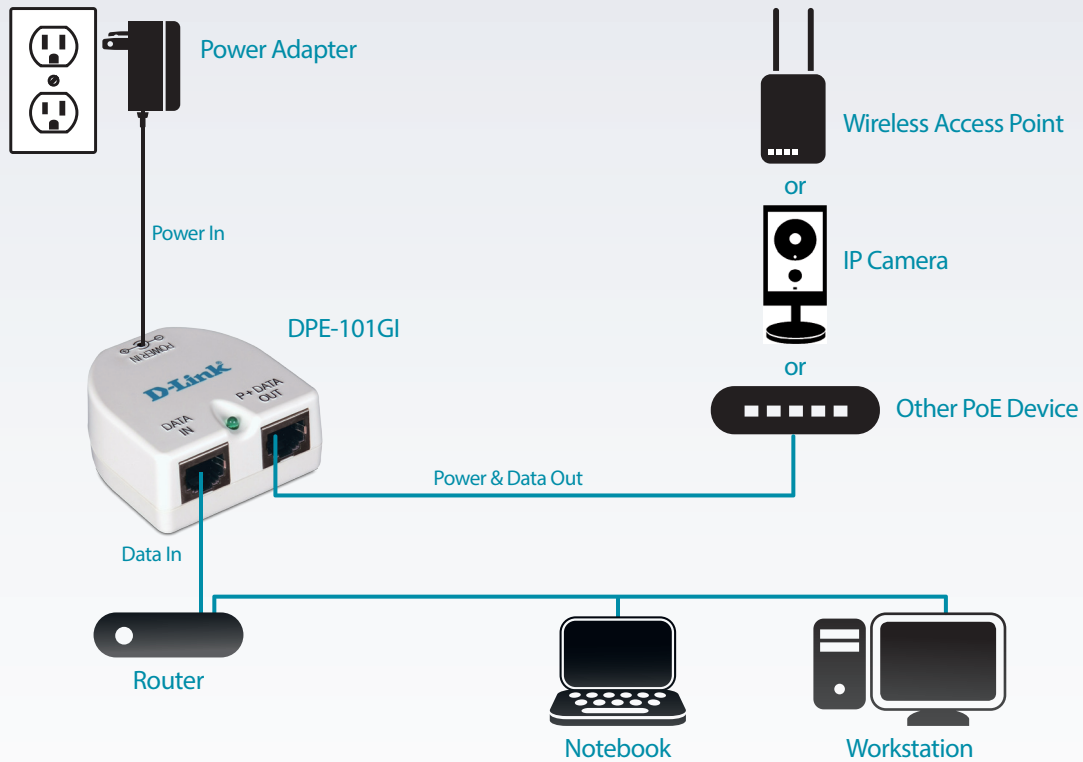 Power Adapter
Wireless Access Point
or
Power In
IP Camera
DPE-101GI
POWER IN
D-Link
or
P+DATA
OUT
DATA
IN
Other PoE Device
Power & Data Out
Data In
Router
Notebook
Workstation